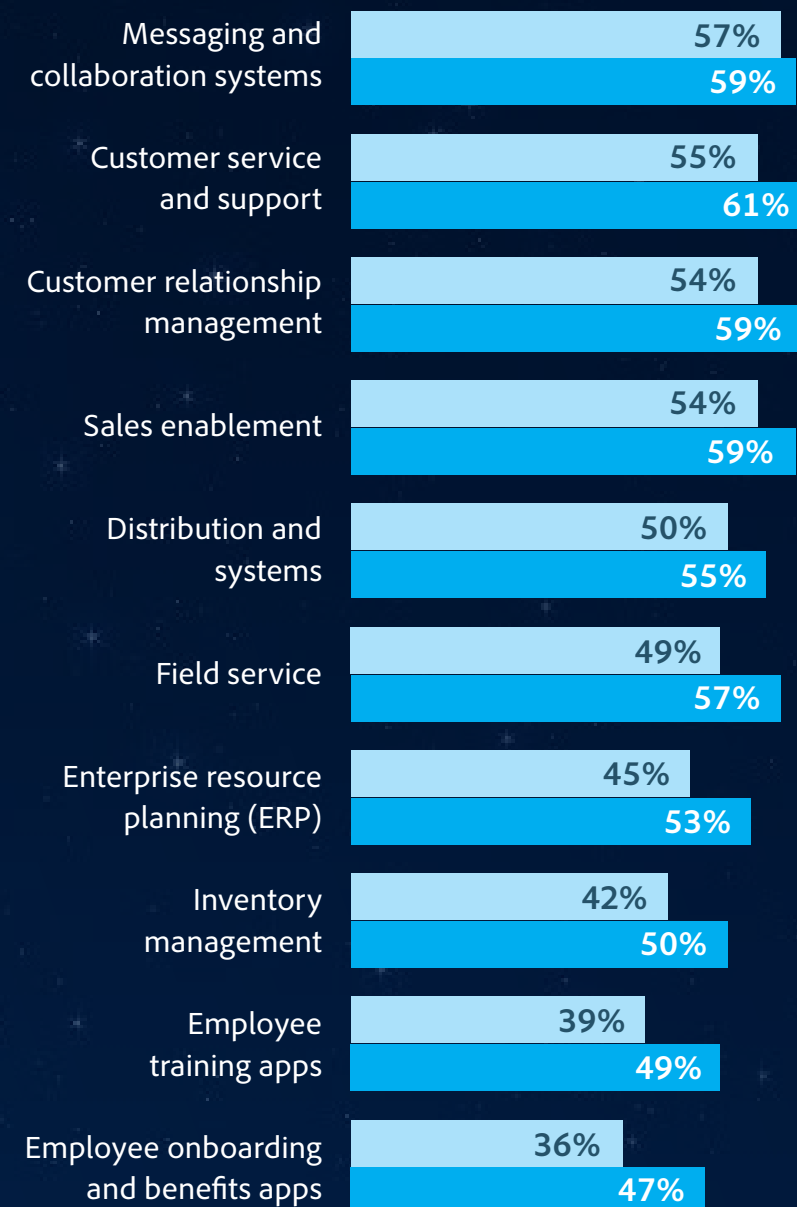 Messaging and
collaboration systems
57%
59%
Customer service
and support
55%
61%
Customer relationship
management
54%
59%
Sales enablement
54%
59%
Distribution and
systems
50%
55%
Field service
49%
57%
Enterprise resource
planning (ERP)
45%
53%
Inventory
management
42%
50%
Employee
training apps
39%
49%
Employee onboarding
and benefits apps
36%
47%